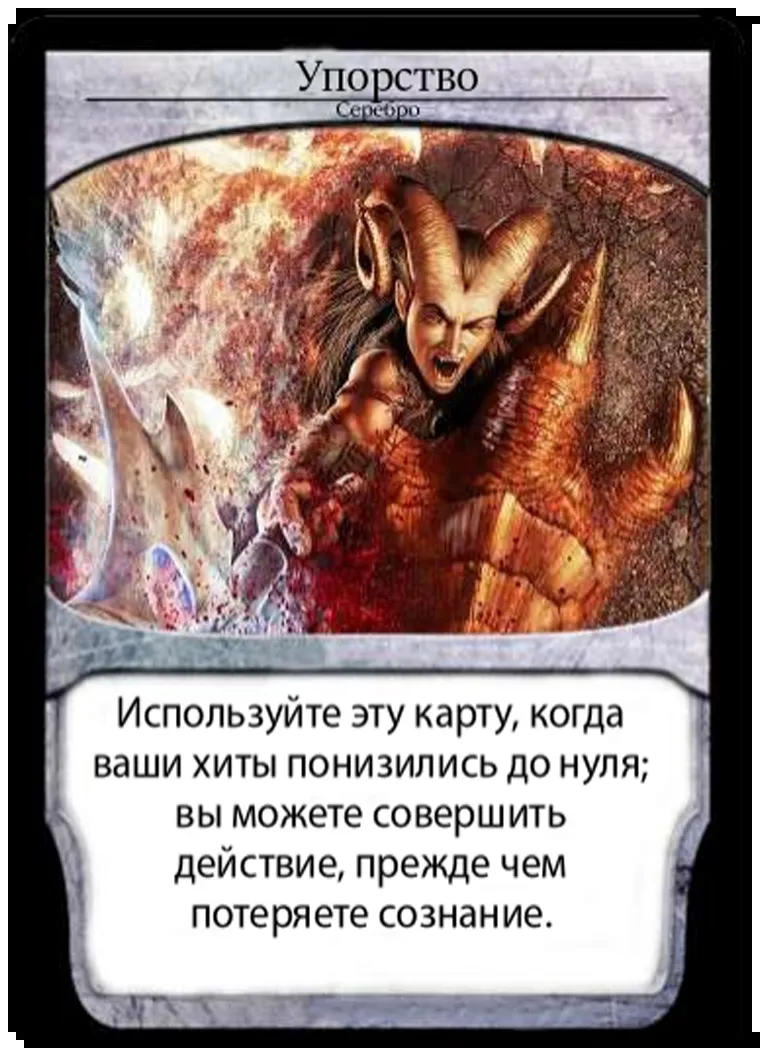 Упорство
Серебро
Используйте эту карту, когда
ваши хиты понизились до нуля;
вы можете совершить
действие, прежде чем
потеряете сознание.